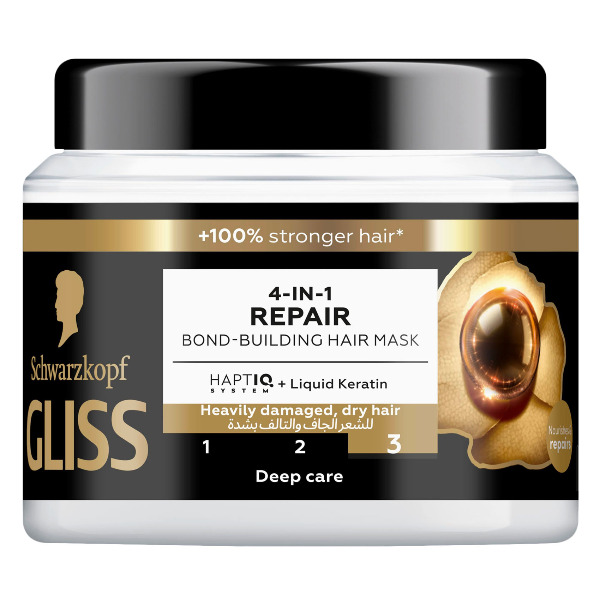 +100% stronger hair*
4-IN-1
REPAIR
BOND-BUILDING HAIR MASK
HAPTIQ
SYSTEM
+ Liquid Keratin
Heavily damaged, dry hair
للشعر الجاف والتالف بشدة
1 2 3
Deep care
Schwarzkopf
GLISS
Nourishes
repairs